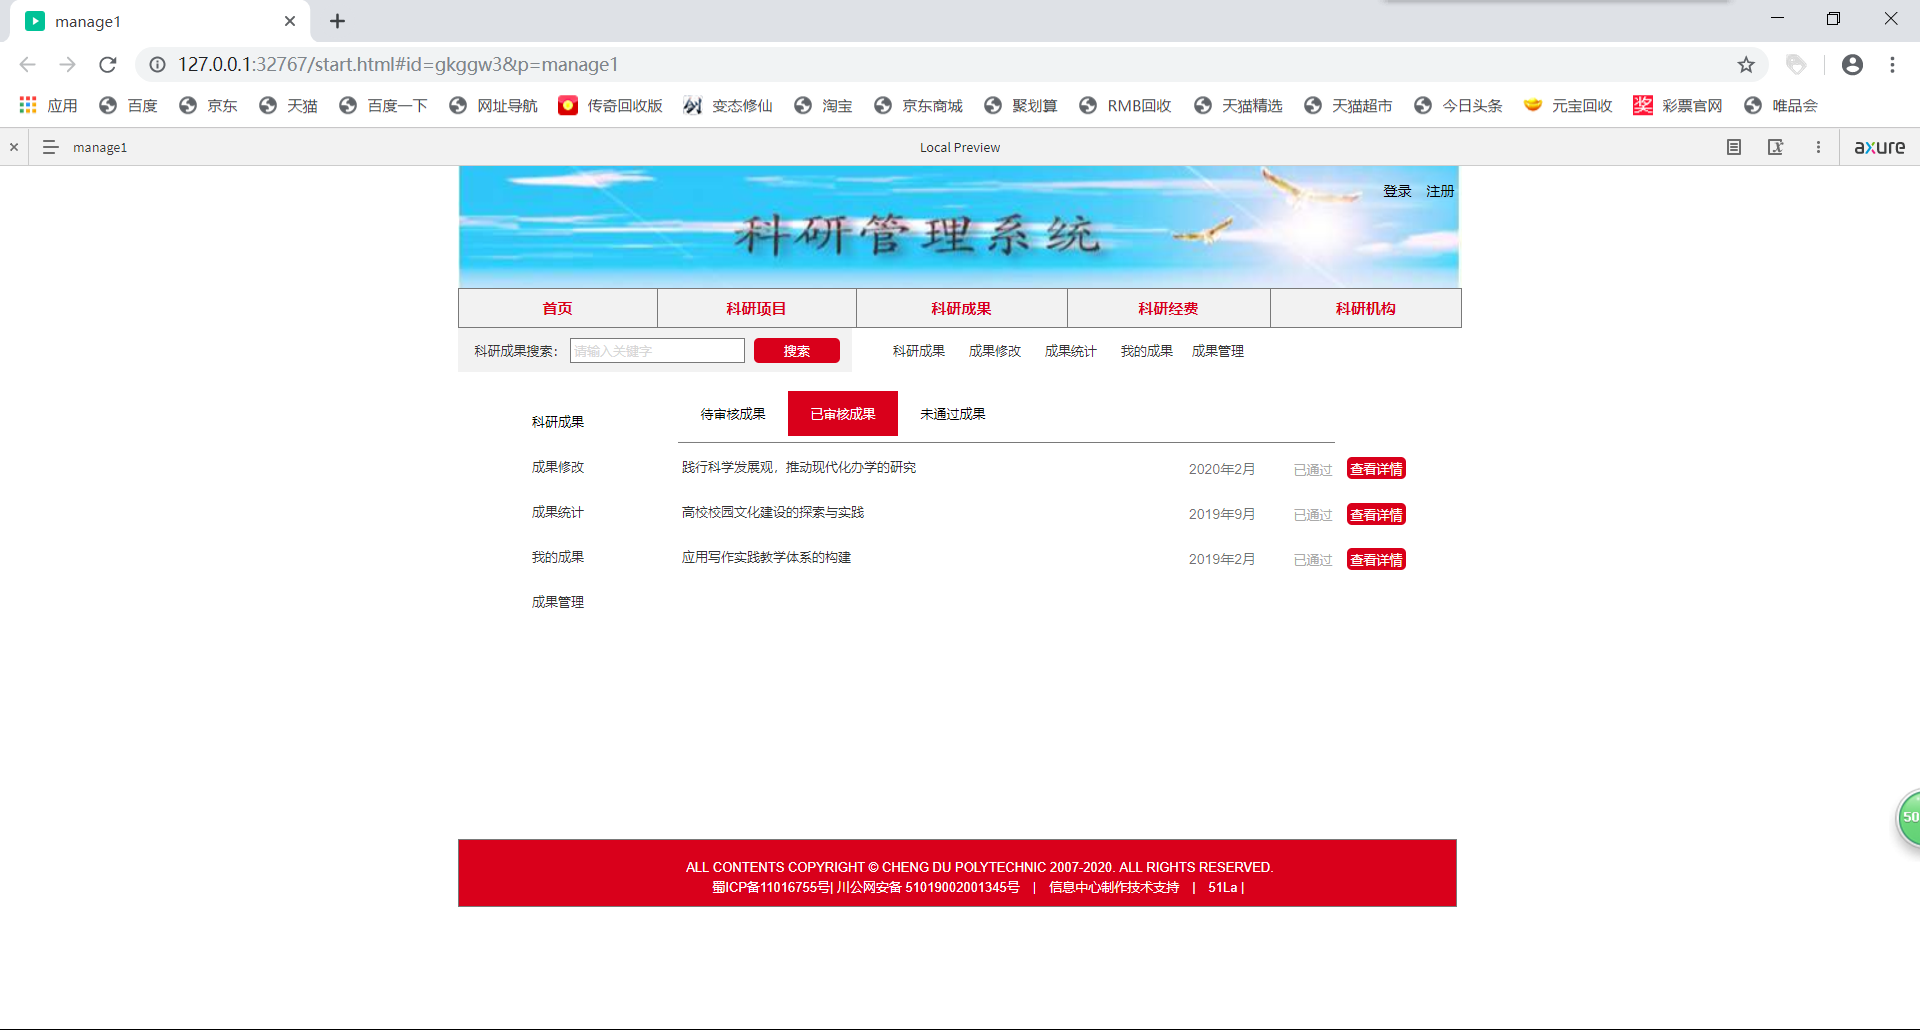 manage1
127.0.0.1:32767/start.html#id=gkggw3&p=manage1
应用 百度 京东 天猫 百度一下 网址导航 传奇回收版 变态修仙 淘宝 京东商城 聚划算 RMB回收 天猫精选 天猫超市 今日头条 元宝回收 奖 彩票官网 唯品会
manage1 Local Preview axure
登录 注册
科研管理系统
首页 科研项目 科研成果 科研经费 科研机构
科研成果搜索： 请输入关键字 搜索 科研成果 成果修改 成果统计 我的成果 成果管理
待审核成果 已审核成果 未通过成果
科研成果
成果修改 践行科学发展观，推动现代化办学的研究 2020年2月 已通过 查看详情
成果统计 高校校园文化建设的探索与实践 2019年9月 已通过 查看详情
我的成果 应用写作实践教学体系的构建 2019年2月 已通过 查看详情
成果管理
50
ALL CONTENTS COPYRIGHT © CHENG DU POLYTECHNIC 2007-2020. ALL RIGHTS RESERVED.
蜀ICP备11016755号| 川公网安备 51019002001345号 | 信息中心制作技术支持 | 51La |